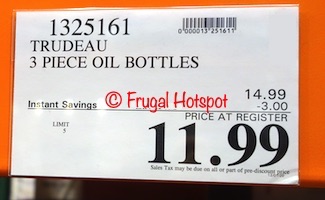 1325161
0000013251611
TRUDEAU
3 PIECE OIL BOTTLES
14.99
Instant Savings -3.00
© Frugal Hotspot
PRICE AT REGISTER
LIMIT
5
11.99
Sales Tax may be due on all or part of pre-discount price